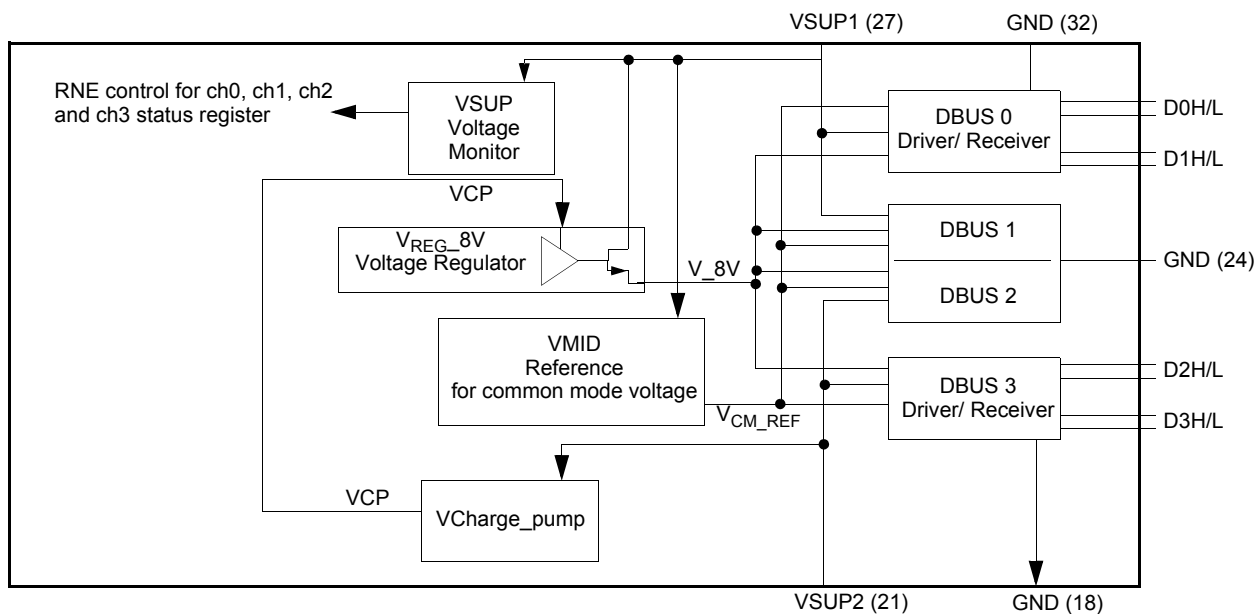 VSUP1 (27)
GND (32)
RNE control for ch0, ch1, ch2
and ch3 status register
VSUP
Voltage
Monitor
DBUS 0
Driver/ Receiver
D0H/L
D1H/L
VCP
VREG_8V
Voltage Regulator
V_8V
DBUS 1
DBUS 2
GND (24)
VMID
Reference
for common mode voltage
VCM_REF
DBUS 3
Driver/ Receiver
D2H/L
D3H/L
VCP
VCharge_pump
VSUP2 (21)
GND (18)